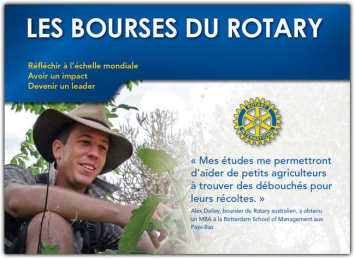 LES BOURSES DU ROTARY
Réfléchir à l'échelle mondiale
Avoir un impact
Devenir un leader
ROTARY
INTERNATIONAL
« Mes études me permettront
d'aider de petits agriculteurs
à trouver des débouchés pour
leurs récoltes. »
Alex Dalley, boursier du Rotary australien, a obtenu
un MBA à la Rotterdam School of Management aux
Pays-Bas